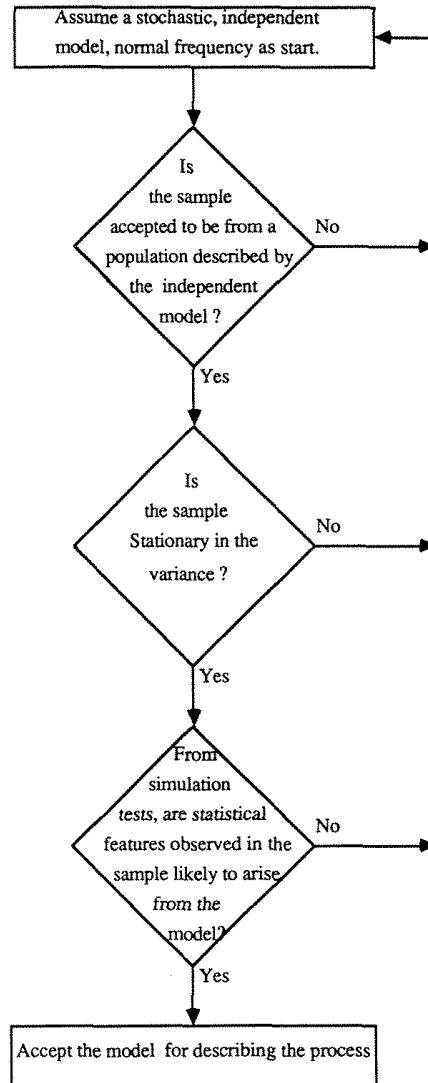 Assume a stochastic, independent
model, normal frequency as start.
Is
the sample
accepted to be from a
population described by
the independent
model ?
No
Yes
Is
the sample
Stationary in the
variance ?
No
Yes
From
simulation
tests, are statistical
features observed in the
sample likely to arise
from the
model?
No
Yes
Accept the model for describing the process